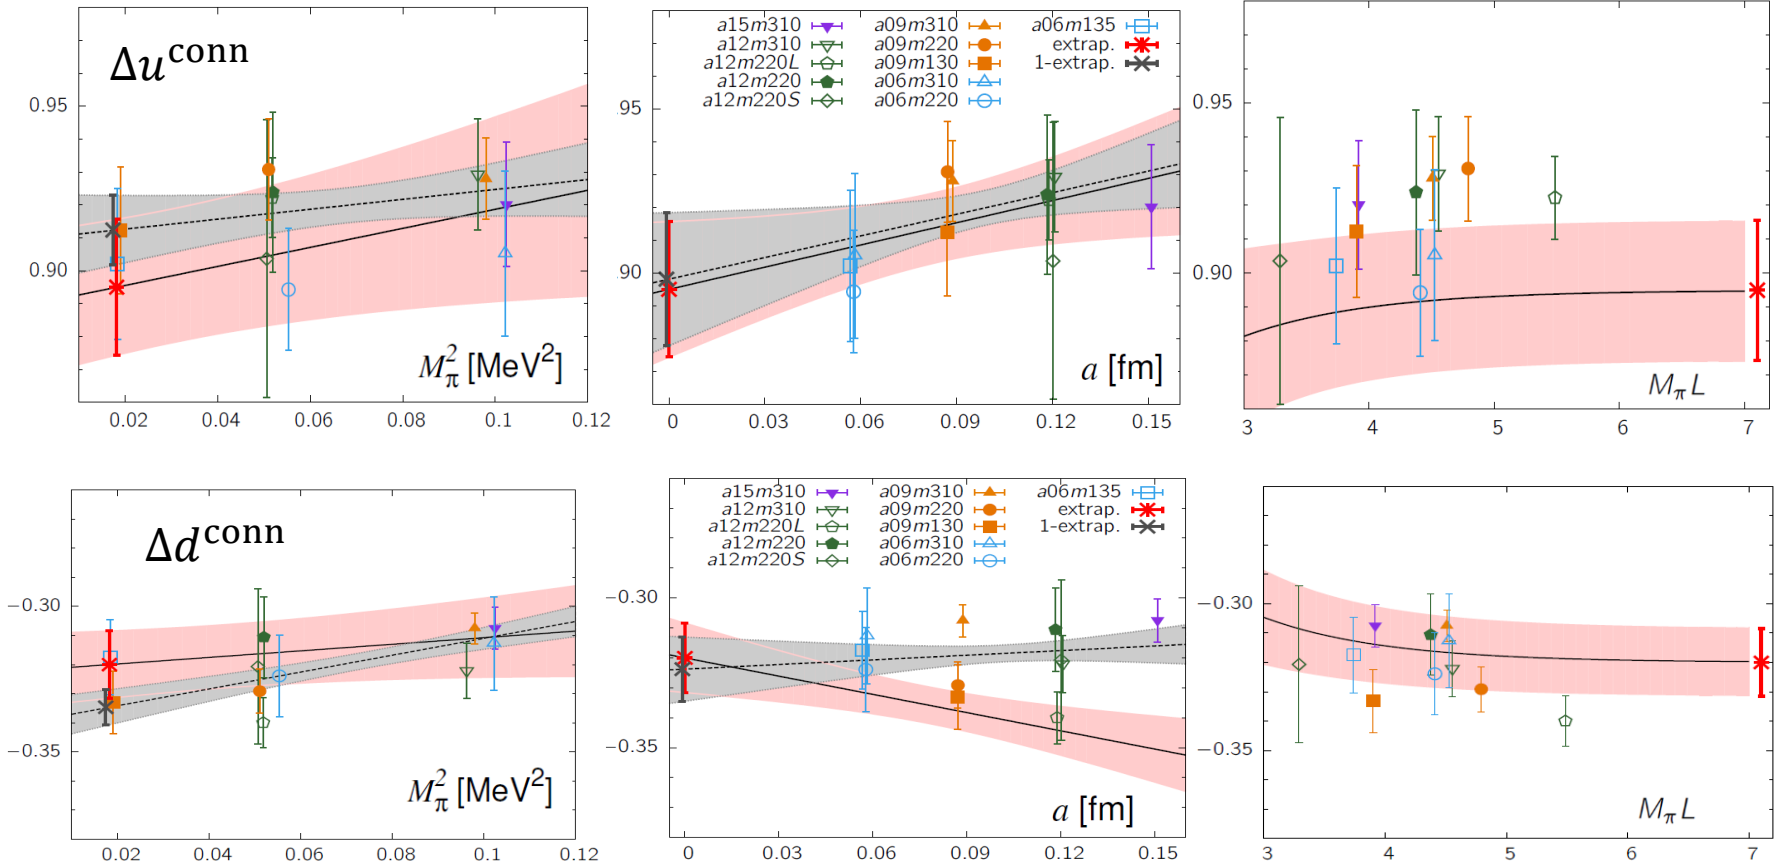 Δu^conn
0.95
0.90
0.02 0.04 0.06 0.08 0.1 0.12
M_π^2 [MeV^2]
a15m310 a09m310 a06m135
a12m310 a09m220 extrap.
a12m220L a09m130 1-extrap.
a12m220 a06m310
a12m220S a06m220
.95
.90
0 0.03 0.06 0.09 0.12 0.15
a [fm]
0.95
0.90
3 4 5 6 7
M_π L
Δd^conn
−0.30
−0.35
0.02 0.04 0.06 0.08 0.1 0.12
M_π^2 [MeV^2]
a15m310 a09m310 a06m135
a12m310 a09m220 extrap.
a12m220L a09m130 1-extrap.
a12m220 a06m310
a12m220S a06m220
−0.30
−0.35
0 0.03 0.06 0.09 0.12 0.15
a [fm]
−0.30
−0.35
3 4 5 6 7
M_π L